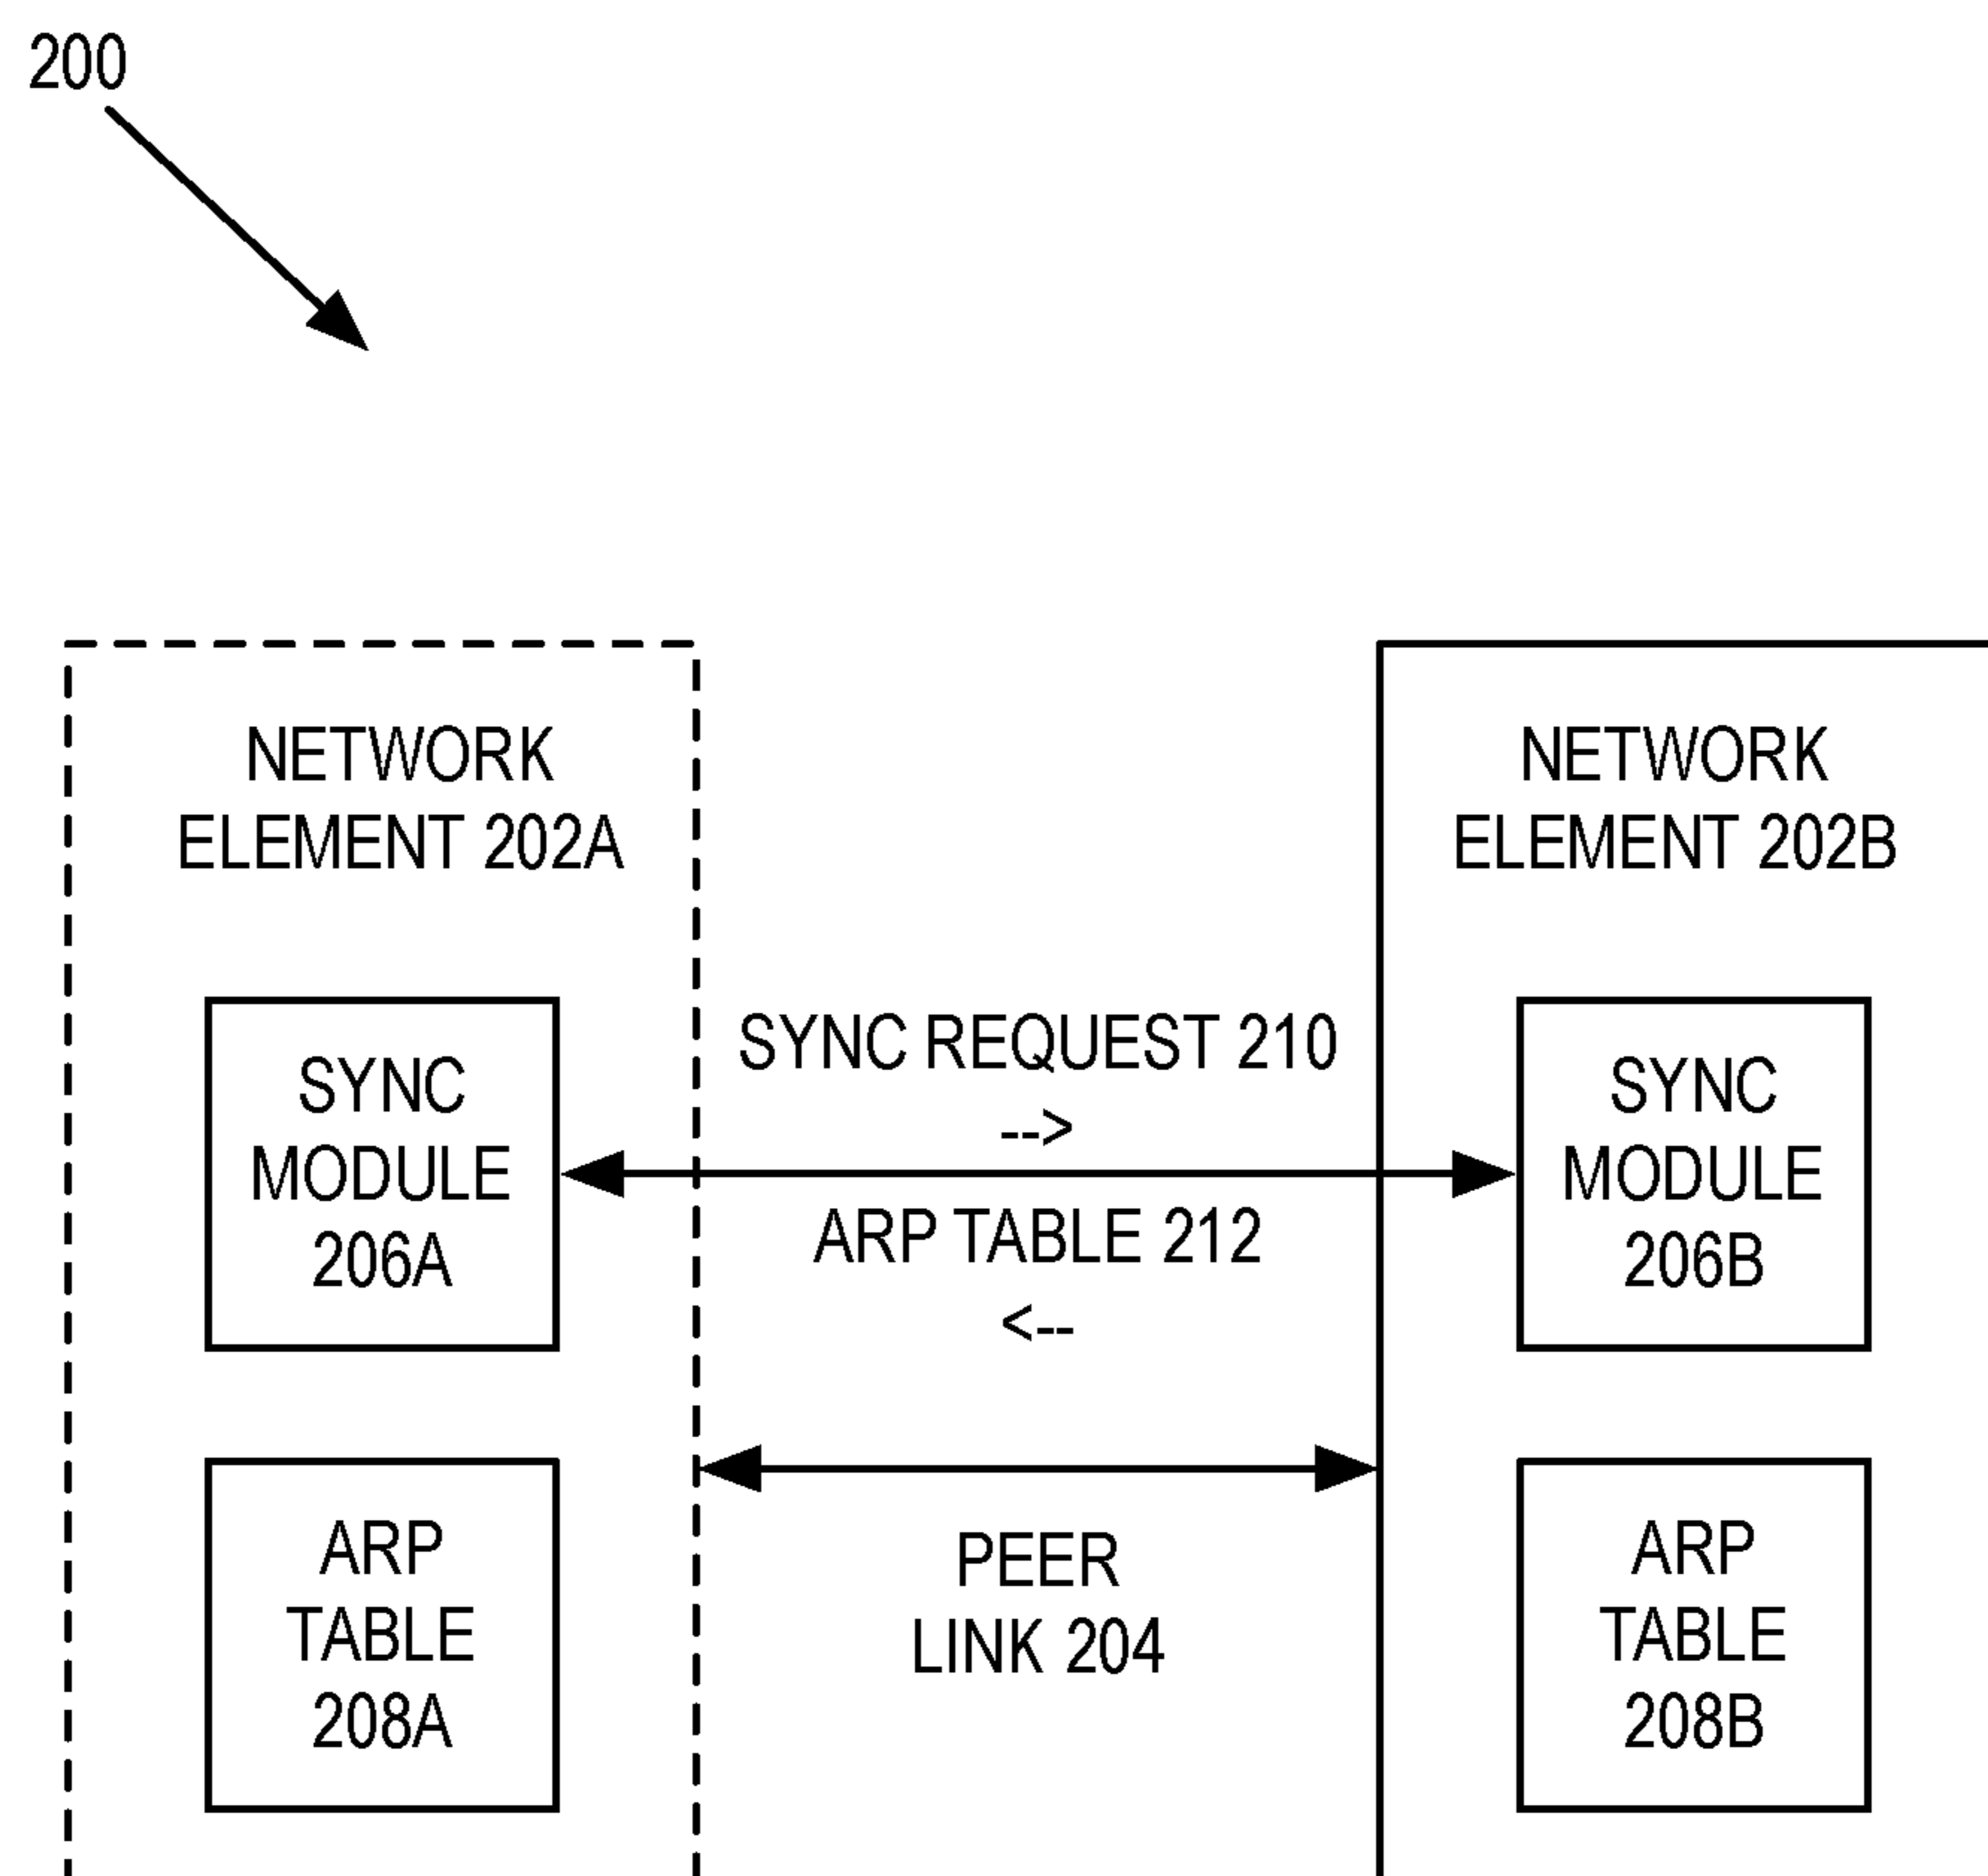 200
NETWORK
ELEMENT 202A
SYNC
MODULE
206A
ARP
TABLE
208A
SYNC REQUEST 210
-->
ARP TABLE 212
<--
PEER
LINK 204
NETWORK
ELEMENT 202B
SYNC
MODULE
206B
ARP
TABLE
208B